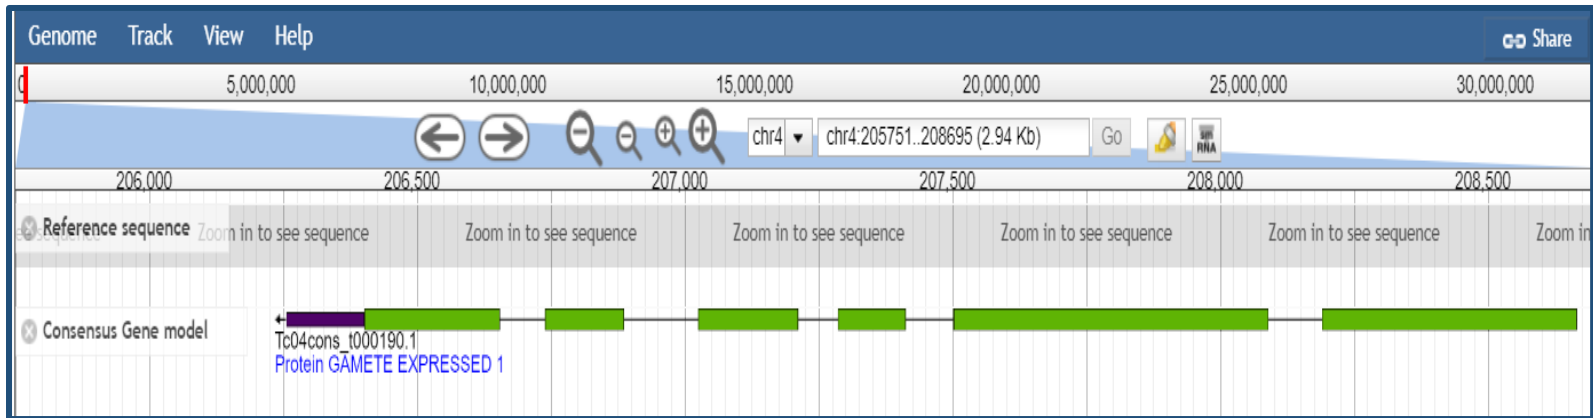 Genome Track View Help Share
0 5,000,000 10,000,000 15,000,000 20,000,000 25,000,000 30,000,000
chr4 chr4:205751..208695 (2.94 Kb) Go sm RNA
206,000 206,500 207,000 207,500 208,000 208,500
Reference sequence Zoom in to see sequence Zoom in to see sequence Zoom in to see sequence Zoom in to see sequence Zoom in to see sequence Zoom in
Consensus Gene model
Tc04cons_t000190.1
Protein GAMETE EXPRESSED 1